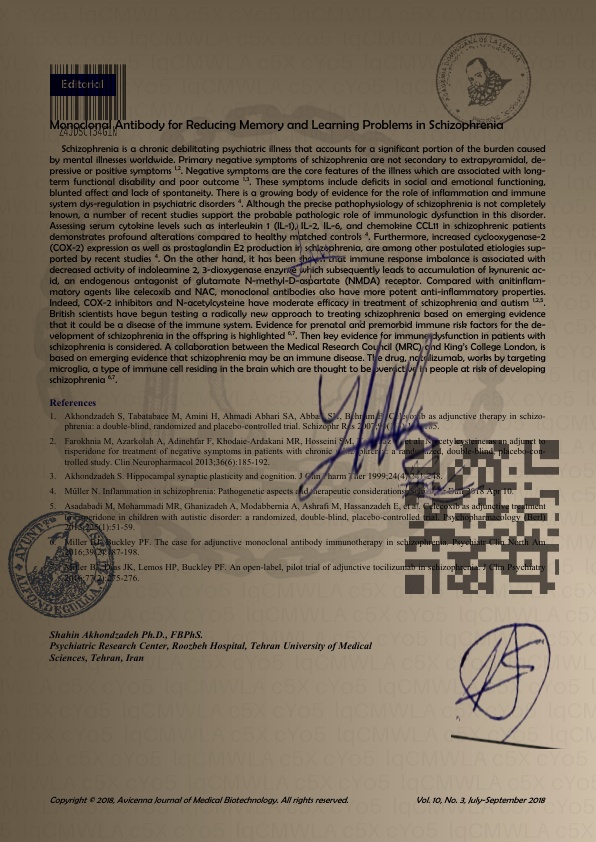 Editorial
Monoclonal Antibody for Reducing Memory and Learning Problems in Schizophrenia
Schizophrenia is a chronic debilitating psychiatric illness that accounts for a significant portion of the burden caused
by mental illnesses worldwide. Primary negative symptoms of schizophrenia are not secondary to extrapyramidal, de-
pressive or positive symptoms 1,2. Negative symptoms are the core features of the illness which are associated with long-
term functional disability and poor outcome 1,3. These symptoms include deficits in social and emotional functioning,
blunted affect and lack of spontaneity. There is a growing body of evidence for the role of inflammation and immune
system dys-regulation in psychiatric disorders 4. Although the precise pathophysiology of schizophrenia is not completely
known, a number of recent studies support the probable pathologic role of immunologic dysfunction in this disorder.
Assessing serum cytokine levels such as interleukin 1 (IL-1), IL-2, IL-6, and chemokine CCL11 in schizophrenia patients
demonstrates profound alterations compared to healthy matched controls 4. Furthermore, increased cyclooxygenase-2
(COX-2) expression as well as prostaglandin E2 production in schizophrenia, are among other postulated etiologies sup-
ported by recent studies 4. On the other hand, it has been shown that immune response imbalance is associated with
decreased activity of indoleamine 2, 3-dioxygenase enzyme which subsequently leads to accumulation of kynurenic ac-
id, an endogenous antagonist of glutamate N-methyl-D-aspartate (NMDA) receptor. Compared with antiinflam-
matory agents like celecoxib and NAC, monoclonal antibodies also have more potent anti-inflammatory properties.
Indeed, COX-2 inhibitors and N-acetylcysteine have moderate efficacy in treatment of schizophrenia and autism 1,2,5.
British scientists have begun testing a radically new approach to treating schizophrenia based on emerging evidence
that it could be a disease of the immune system. Evidence for prenatal and premorbid immune risk factors for the de-
velopment of schizophrenia in the offspring is highlighted 6,7. Then key evidence for immune dysfunction in patients with
schizophrenia is considered. A collaboration between the Medical Research Council (MRC) and King's College London, is
based on emerging evidence that schizophrenia may be an immune disease. The drug, natalizumab, works by targeting
microglia, a type of immune cell residing in the brain which are thought to be overactive in people at risk of developing
schizophrenia 6,7.
References
1. Akhondzadeh S, Tabatabaee M, Amini H, Ahmadi Abhari SA, Abbasi SH, Behnam B. Celecoxib as adjunctive therapy in schizo-
phrenia: a double-blind, randomized and placebo-controlled trial. Schizophr Res 2007;
2. Farokhnia M, Azarkolah A, Adinehfar F, Khodaie-Ardakani MR, Hosseini SM, N-acetylcysteine as an adjunct to
risperidone for treatment of negative symptoms in patients with chronic schizophrenia: a randomized, double-blind, placebo-con-
trolled study. Clin Neuropharmacol 2013;36(6):185-192.
3. Akhondzadeh S. Hippocampal synaptic plasticity and cognition. J Clin Pharm Ther 1999;24(4):241-248.
4. Müller N. Inflammation in schizophrenia: Pathogenetic aspects and therapeutic considerations. 2018 Apr 10.
5. Asadabadi M, Mohammadi MR, Ghanizadeh A, Modabbernia A, Ashrafi M, Hassanzadeh E, et al. Celecoxib as adjunctive treatment
to risperidone in children with autistic disorder: a randomized, double-blind, placebo-controlled trial. Psychopharmacology (Berl)
2013;225(1):51-59.
6. Miller BJ, Buckley PF. The case for adjunctive monoclonal antibody immunotherapy in schizophrenia. Psychiatr Clin North Am
2016;39(2):187-198.
7. Miller BJ, Dias JK, Lemos HP, Buckley PF. An open-label, pilot trial of adjunctive tocilizumab in schizophrenia. J Clin Psychiatry
2016;77(2):275-276.
Shahin Akhondzadeh Ph.D., FBPhS.
Psychiatric Research Center, Roozbeh Hospital, Tehran University of Medical
Sciences, Tehran, Iran
Copyright © 2018, Avicenna Journal of Medical Biotechnology. All rights reserved.
Vol. 10, No. 3, July-September 2018